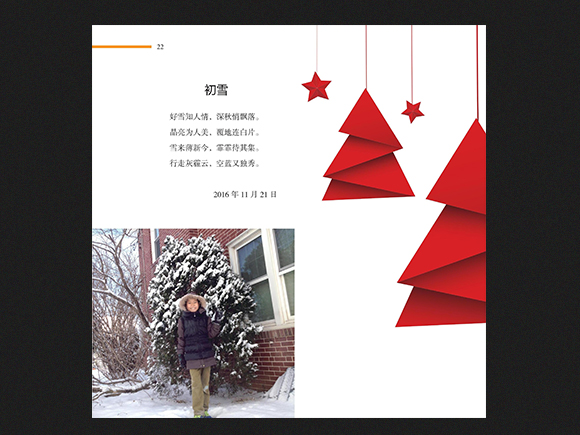 22
初雪
好雪知人情，深秋悄飘落。
晶亮为人美，覆地连白片。
雪来薄新今，霏霏待其集。
行走灰霾云，空蓝又独秀。
2016 年 11 月 21 日